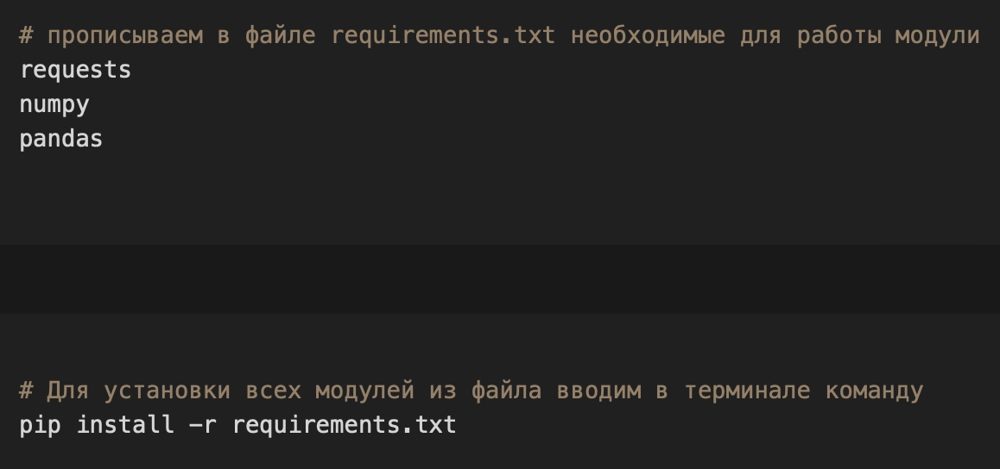 # прописываем в файле requirements.txt необходимые для работы модули
requests
numpy
pandas
# Для установки всех модулей из файла вводим в терминале команду
pip install -r requirements.txt